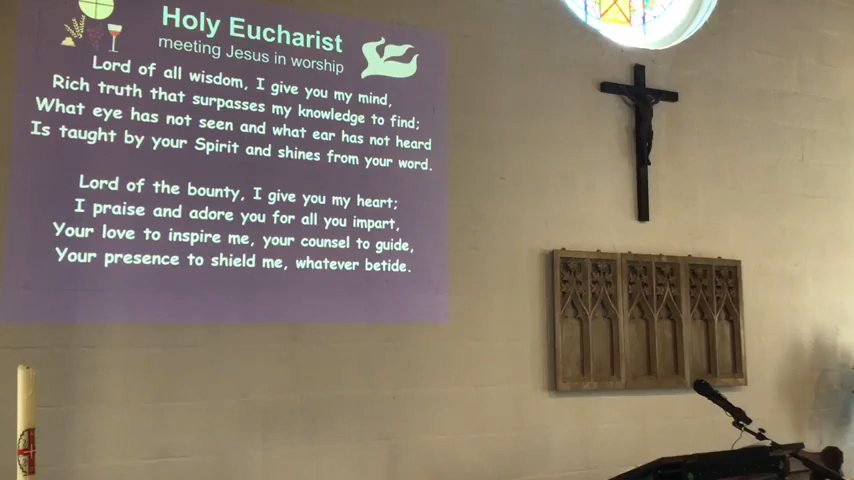 Holy Eucharist
meeting Jesus in worship
Lord of all wisdom, I give you my mind,
Rich truth that surpasses my knowledge to find;
What eye has not seen and what ear has not heard
Is taught by your Spirit and shines from your word.
Lord of the bounty, I give you my heart;
I praise and adore you for all you impart,
Your love to inspire me, your counsel to guide,
Your presence to shield me, whatever betide.